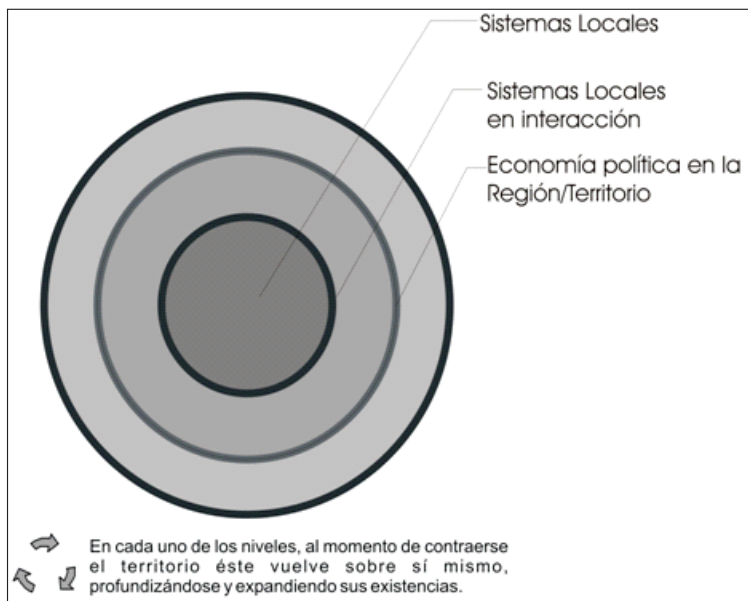 Sistemas Locales
Sistemas Locales
en interacción
Economía política en la
Región/Territorio
En cada uno de los niveles, al momento de contraerse
el territorio éste vuelve sobre sí mismo,
profundizándose y expandiendo sus existencias.